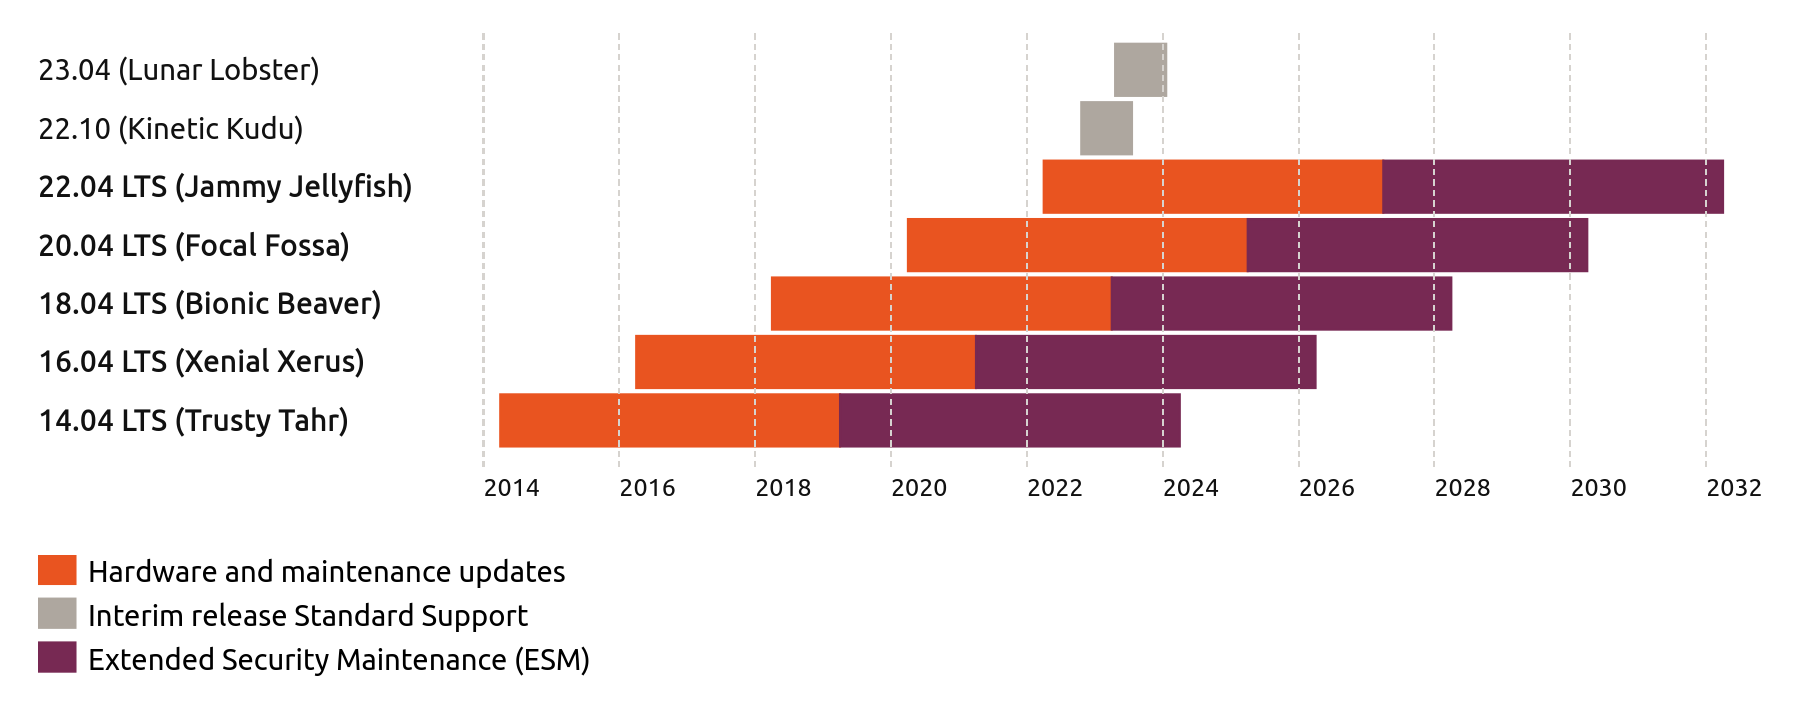 23.04 (Lunar Lobster)
22.10 (Kinetic Kudu)
22.04 LTS (Jammy Jellyfish)
20.04 LTS (Focal Fossa)
18.04 LTS (Bionic Beaver)
16.04 LTS (Xenial Xerus)
14.04 LTS (Trusty Tahr)
2014 2016 2018 2020 2022 2024 2026 2028 2030 2032
Hardware and maintenance updates
Interim release Standard Support
Extended Security Maintenance (ESM)